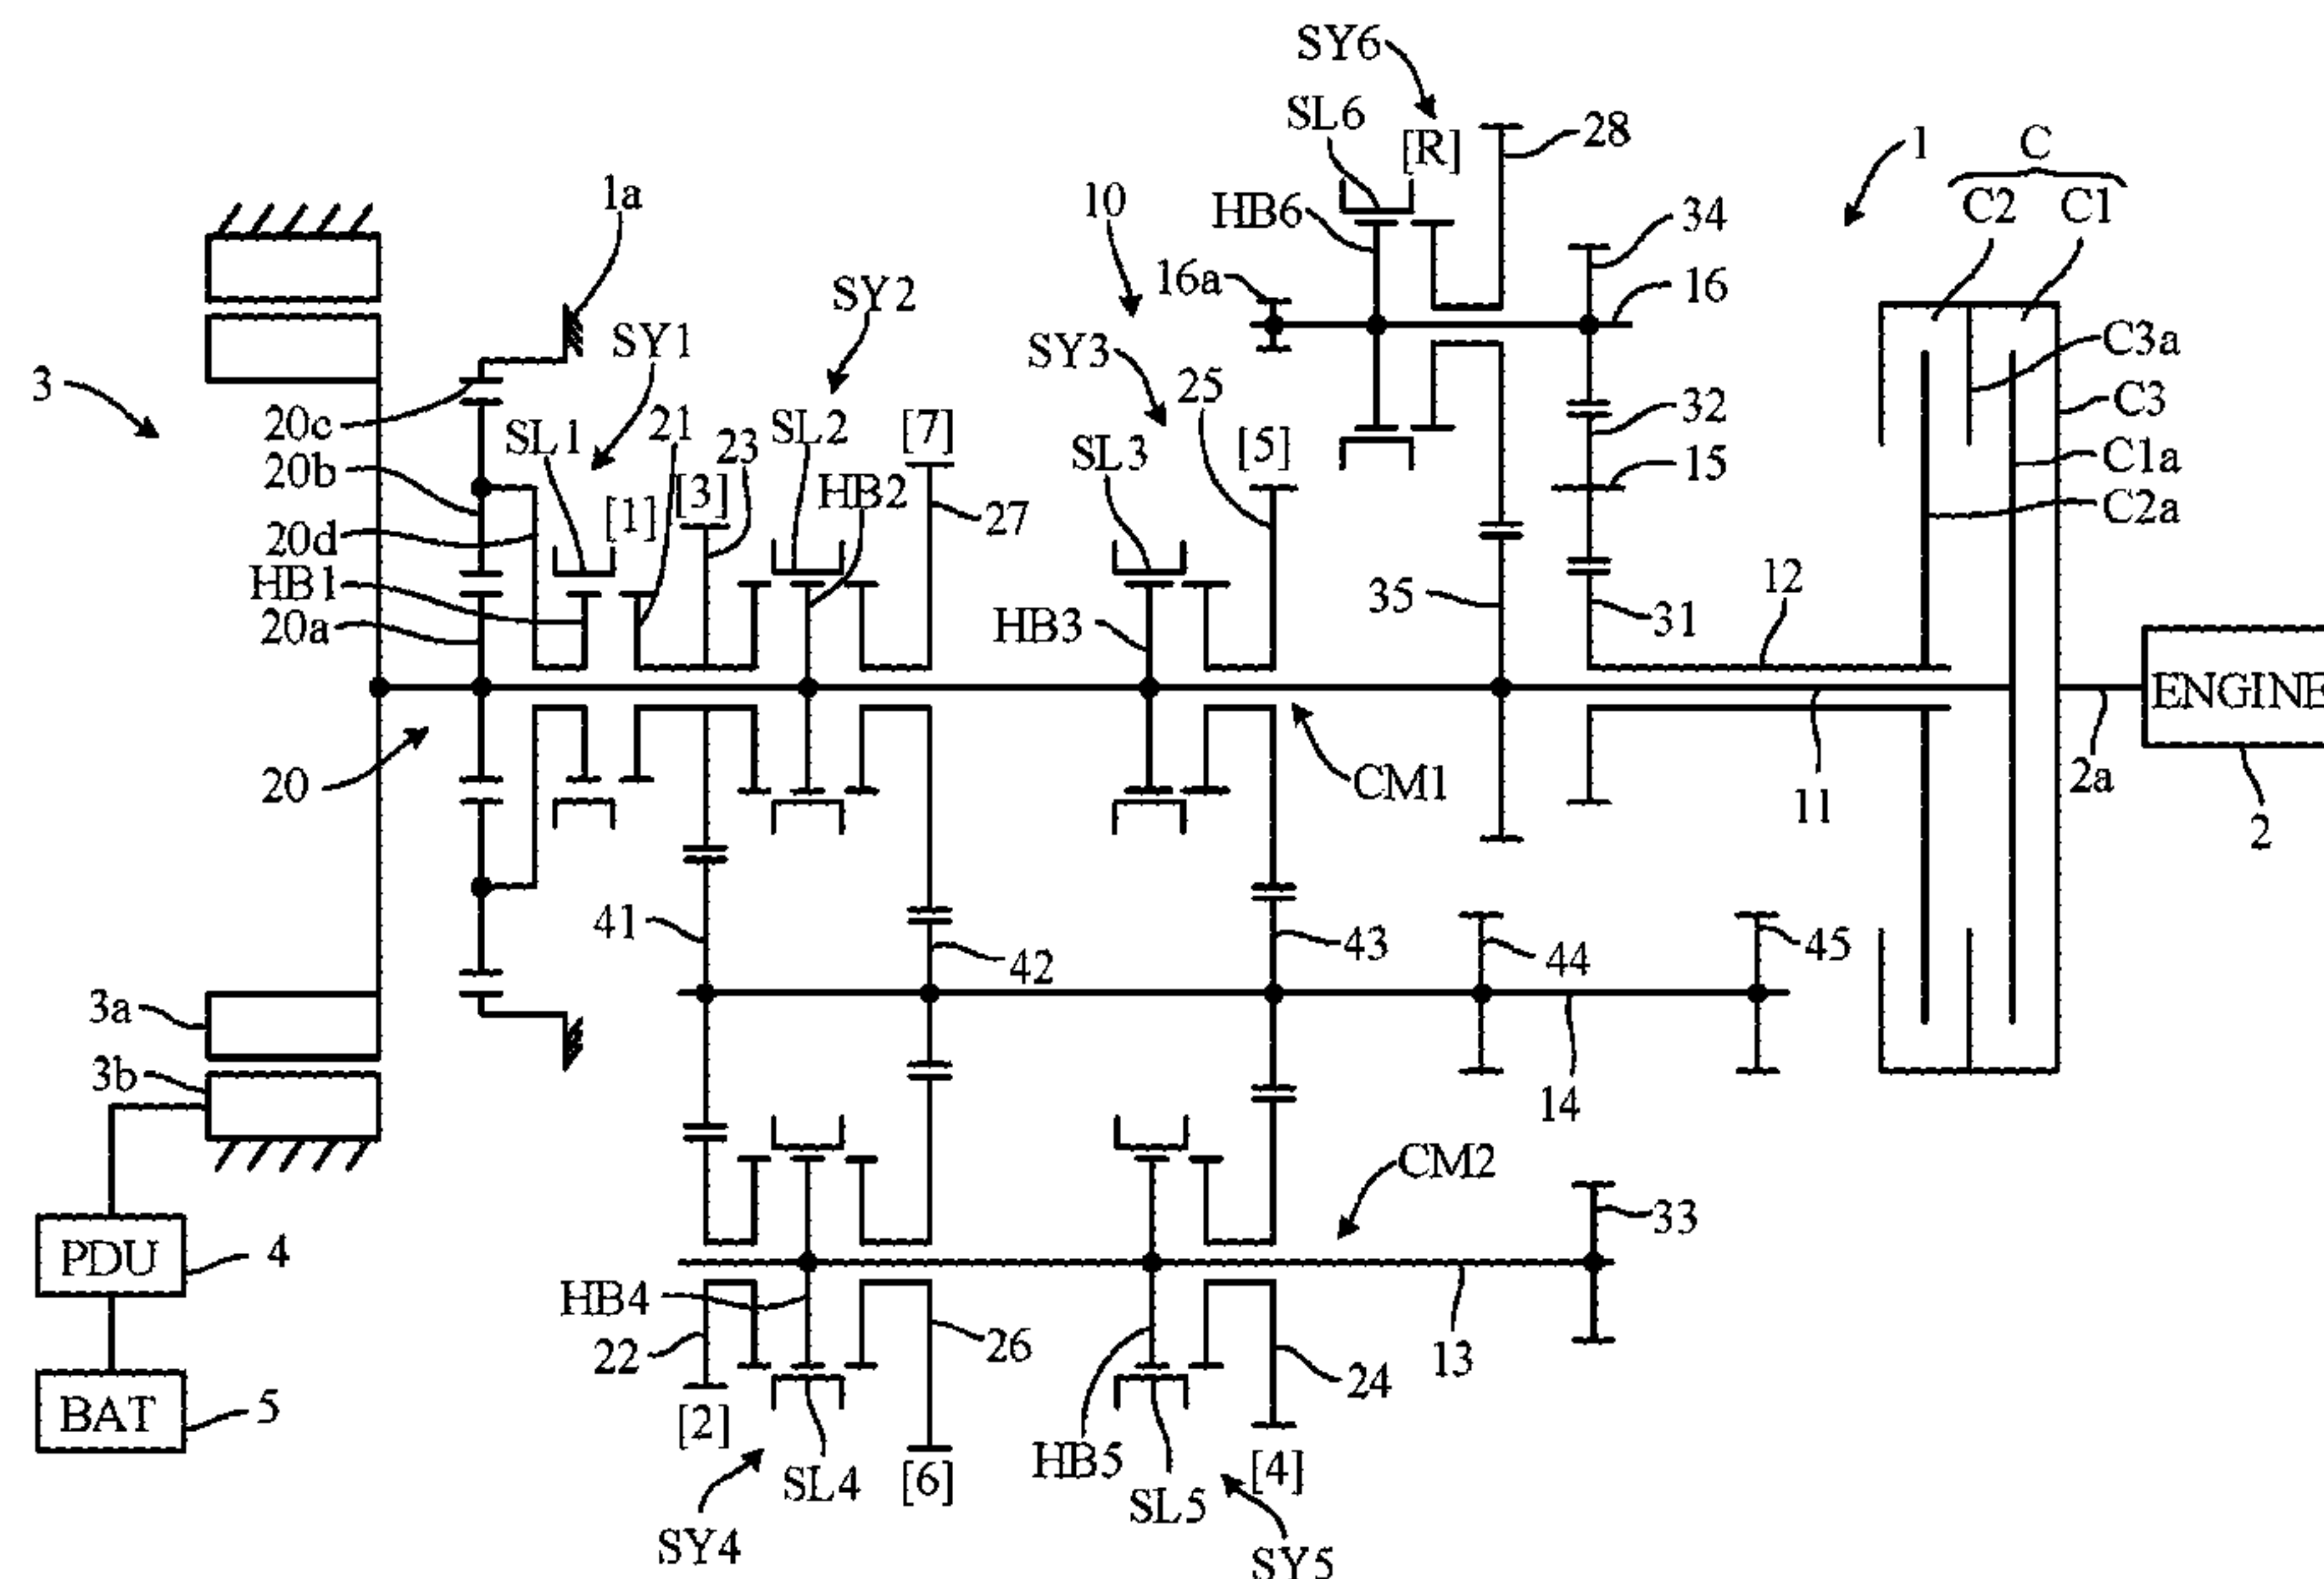 SY6
SL6
[R]
28
1
C
C2
C1
1a
10
HB6
34
16a
16
SY2
SY1
SY3
C3a
3
25
20c
SL1
21
23
SL2
[7]
SL3
[5]
32
C3
20b
[1]
[3]
HB2
27
15
C1a
20d
C2a
HB1
20a
HB3
35
31
12
ENGINE
20
CM1
11
2a
2
41
42
43
44
45
3a
3b
14
CM2
33
PDU
4
HB4
22
26
24
13
BAT
5
[2]
SL4
[6]
HB5
SL5
[4]
SY4
SY5